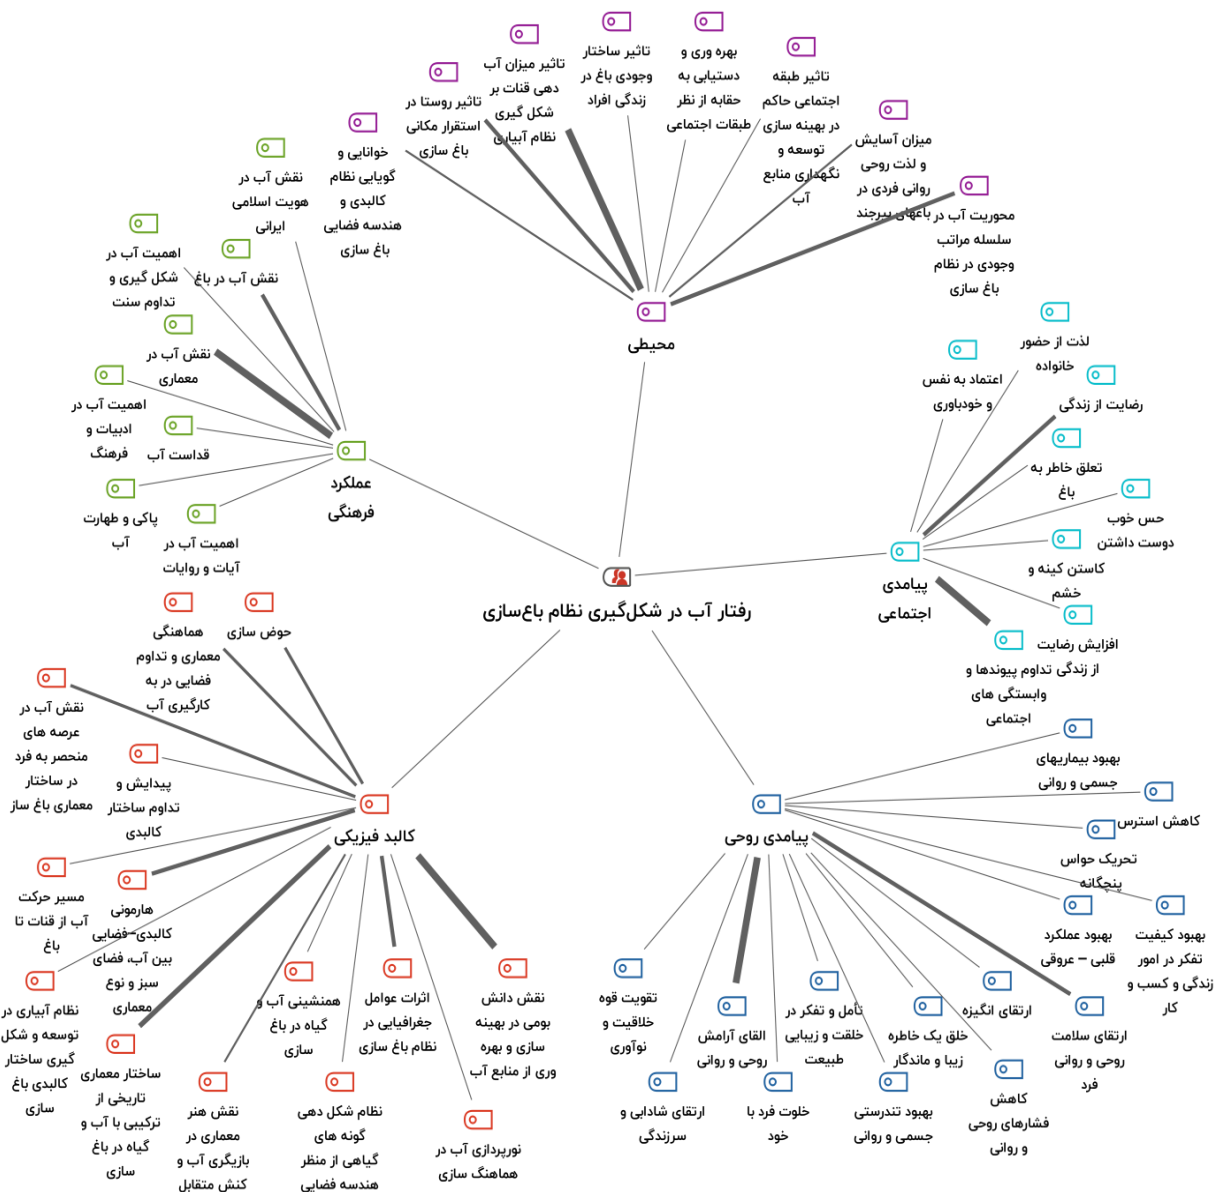 تاثیر ساختار
وجودی باغ در
زندگی افراد
بهره وری و
دستیابی به
حقابه از نظر
طبقات اجتماعی
تاثیر میزان آب
دهی قنات بر
شکل گیری
نظام آبیاری
تاثیر طبقه
اجتماعی حاکم
در بهینه سازی
توسعه و
نگهداری منابع
آب
تاثیر روستا در
استقرار مکانی
باغ سازی
میزان آسایش
و لذت روحی
روانی فردی در
باغهای بیرجند
خوانایی و
گویایی نظام
کالبدی و
هندسه فضایی
باغ سازی
محوریت آب در
سلسله مراتب
وجودی در نظام
باغ سازی
محیطی
نقش آب در
هویت اسلامی
ایرانی
اهمیت آب در
شکل گیری و
تداوم سنت
نقش آب در باغ
نقش آب در
معماری
اهمیت آب در
ادبیات و
فرهنگ
قداست آب
پاکی و طهارت
آب
اهمیت آب در
آیات و روایات
عملکرد
فرهنگی
لذت از حضور
خانواده
اعتماد به نفس
و خودباوری
رضایت از زندگی
تعلق خاطر به
باغ
حس خوب
دوست داشتن
کاستن کینه و
خشم
افزایش رضایت
از زندگی
تداوم پیوندها و
وابستگی های
اجتماعی
پیامدی
اجتماعی
رفتار آب در شکل‌گیری نظام باغ‌سازی
حوض سازی
هماهنگی
معماری و تداوم
فضایی در به
کارگیری آب
نقش آب در
عرصه های
منحصر به فرد
در ساختار
معماری باغ ساز
پیدایش و
تداوم ساختار
کالبدی
کالبد فیزیکی
مسیر حرکت
آب از قنات تا
باغ
هارمونی
کالبدی-فضایی
بین آب، فضای
سبز و نوع
معماری
نظام آبیاری در
توسعه و شکل
گیری ساختار
کالبدی باغ
سازی
ساختار معماری
تاریخی از
ترکیبی با آب و
گیاه در باغ
سازی
همنشینی آب و
گیاه در باغ
سازی
اثرات عوامل
جغرافیایی در
نظام باغ سازی
نقش دانش
بومی در بهینه
سازی و بهره
وری از منابع آب
نقش هنر
معماری در
بازیگری آب و
کنش متقابل
نظام شکل دهی
گونه های
گیاهی از منظر
هندسه فضایی
نورپردازی آب در
هماهنگ سازی
بهبود بیماریهای
جسمی و روانی
کاهش استرس
تحریک حواس
پنچگانه
پیامدی روحی
بهبود عملکرد
قلبی – عروقی
بهبود کیفیت
تفکر در امور
زندگی و کسب و
کار
تقویت قوه
خلاقیت و
نوآوری
القای آرامش
روحی و روانی
تأمل و تفکر در
خلقت و زیبایی
طبیعت
خلق یک خاطره
زیبا و ماندگار
ارتقای انگیزه
ارتقای سلامت
روحی و روانی
فرد
ارتقای شادابی و
سرزندگی
خلوت فرد با
خود
بهبود تندرستی
جسمی و روانی
کاهش
فشارهای روحی
و روانی